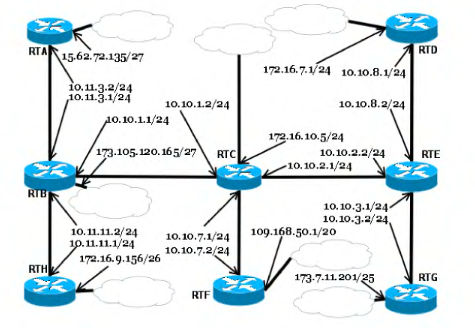 RTA
15.62.72.135/27
10.11.3.2/24
10.11.3.1/24
10.10.1.2/24
172.16.7.1/24
RTD
10.10.8.1/24
10.10.8.2/24
10.10.1.1/24
173.105.120.165/27
RTB
RTC
172.16.10.5/24
10.10.2.2/24
10.10.2.1/24
RTE
10.11.11.2/24
10.11.11.1/24
172.16.9.156/26
RTH
10.10.7.1/24
10.10.7.2/24
RTF
109.168.50.1/20
10.10.3.1/24
10.10.3.2/24
173.7.11.201/25
RTG